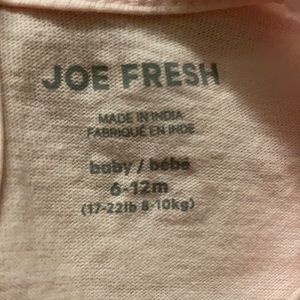 JOE FRESH
MADE IN INDIA
FABRIQUÉ EN INDE
baby / bébé
6-12m
(17-22lb 8-10kg)